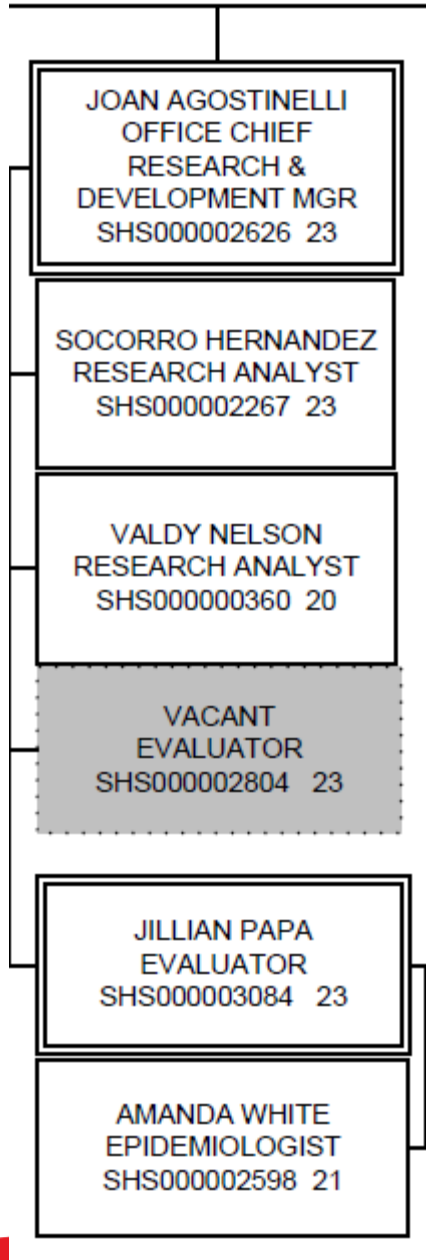 JOAN AGOSTINELLI
OFFICE CHIEF
RESEARCH &
DEVELOPMENT MGR
SHS000002626 23
SOCORRO HERNANDEZ
RESEARCH ANALYST
SHS000002267 23
VALDY NELSON
RESEARCH ANALYST
SHS000000360 20
VACANT
EVALUATOR
SHS000002804 23
JILLIAN PAPA
EVALUATOR
SHS000003084 23
AMANDA WHITE
EPIDEMIOLOGIST
SHS000002598 21